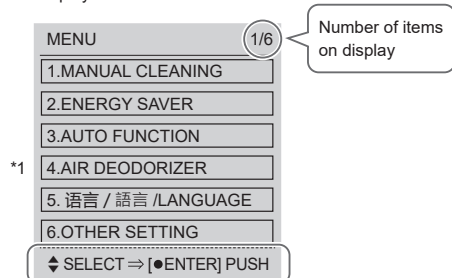 MENU 1/6
Number of items
on display
1.MANUAL CLEANING
2.ENERGY SAVER
3.AUTO FUNCTION
*1 4.AIR DEODORIZER
5. 语言 / 語言 /LANGUAGE
6.OTHER SETTING
SELECT ⇒ [●ENTER] PUSH